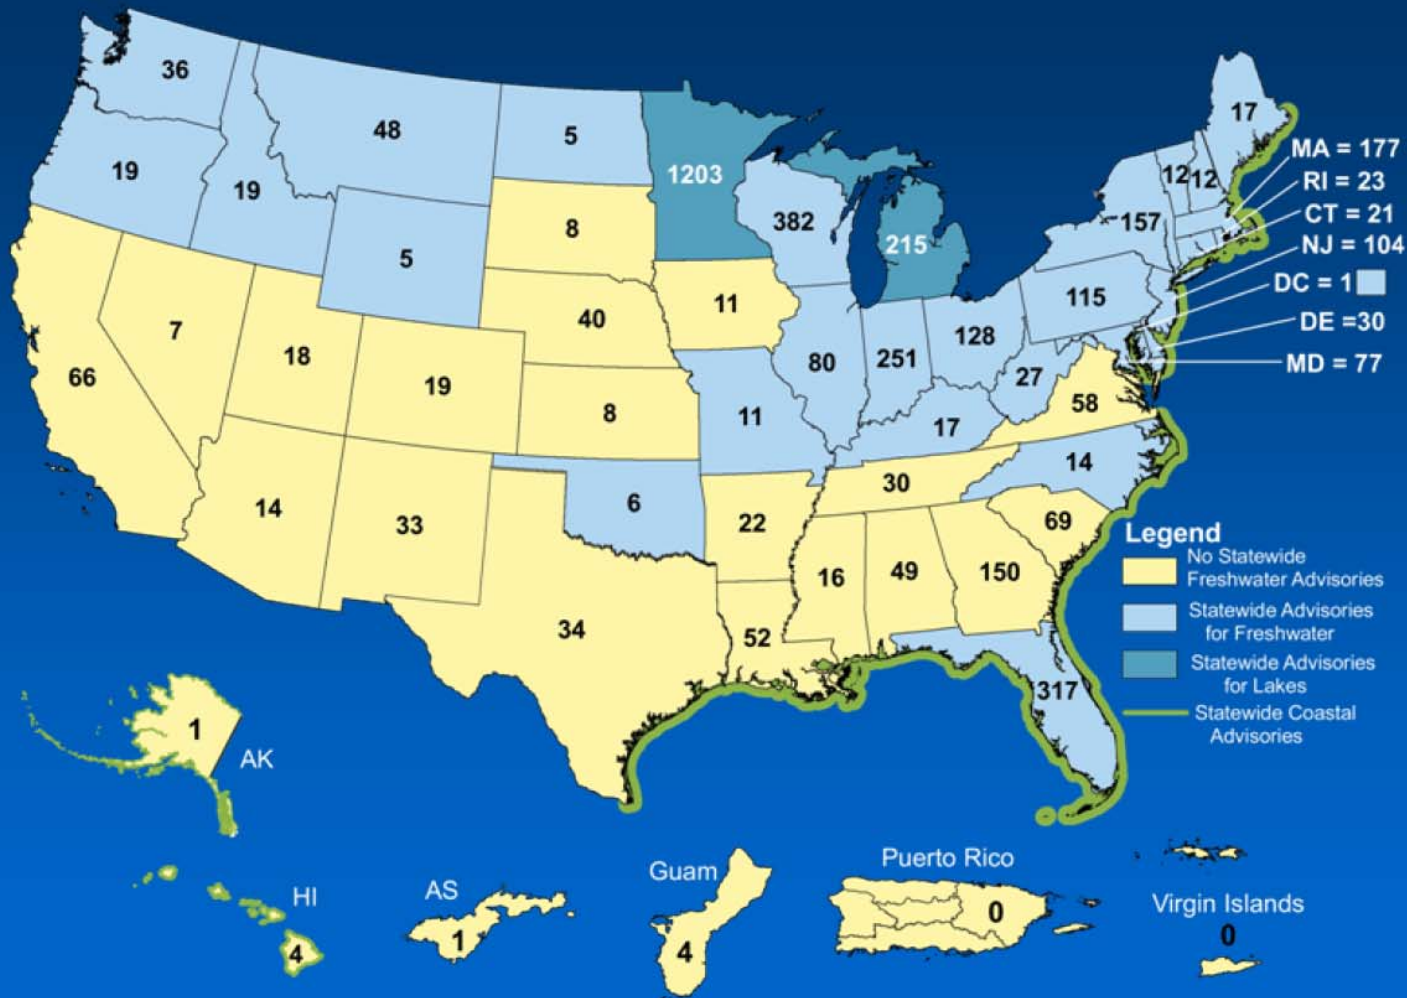 36
48
5
1203
19
19
5
8
382
215
157
12
12
17
MA = 177
RI = 23
CT = 21
NJ = 104
DC = 1
DE =30
MD = 77
66
7
18
19
40
11
8
11
80
251
128
115
27
17
58
14
14
33
6
22
30
69
34
52
16
49
150
317
Legend
No Statewide
Freshwater Advisories
Statewide Advisories
for Freshwater
Statewide Advisories
for Lakes
Statewide Coastal
Advisories
1
AK
HI
4
AS
1
Guam
4
Puerto Rico
0
Virgin Islands
0